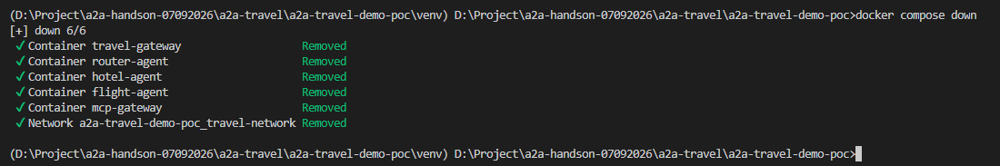 (D:\Project\a2a-handson-07092026\a2a-travel\a2a-travel-demo-poc\venv) D:\Project\a2a-handson-07092026\a2a-travel\a2a-travel-demo-poc>docker compose down
[+] down 6/6
✔ Container travel-gateway Removed
✔ Container router-agent Removed
✔ Container hotel-agent Removed
✔ Container flight-agent Removed
✔ Container mcp-gateway Removed
✔ Network a2a-travel-demo-poc_travel-network Removed
(D:\Project\a2a-handson-07092026\a2a-travel\a2a-travel-demo-poc\venv) D:\Project\a2a-handson-07092026\a2a-travel\a2a-travel-demo-poc>